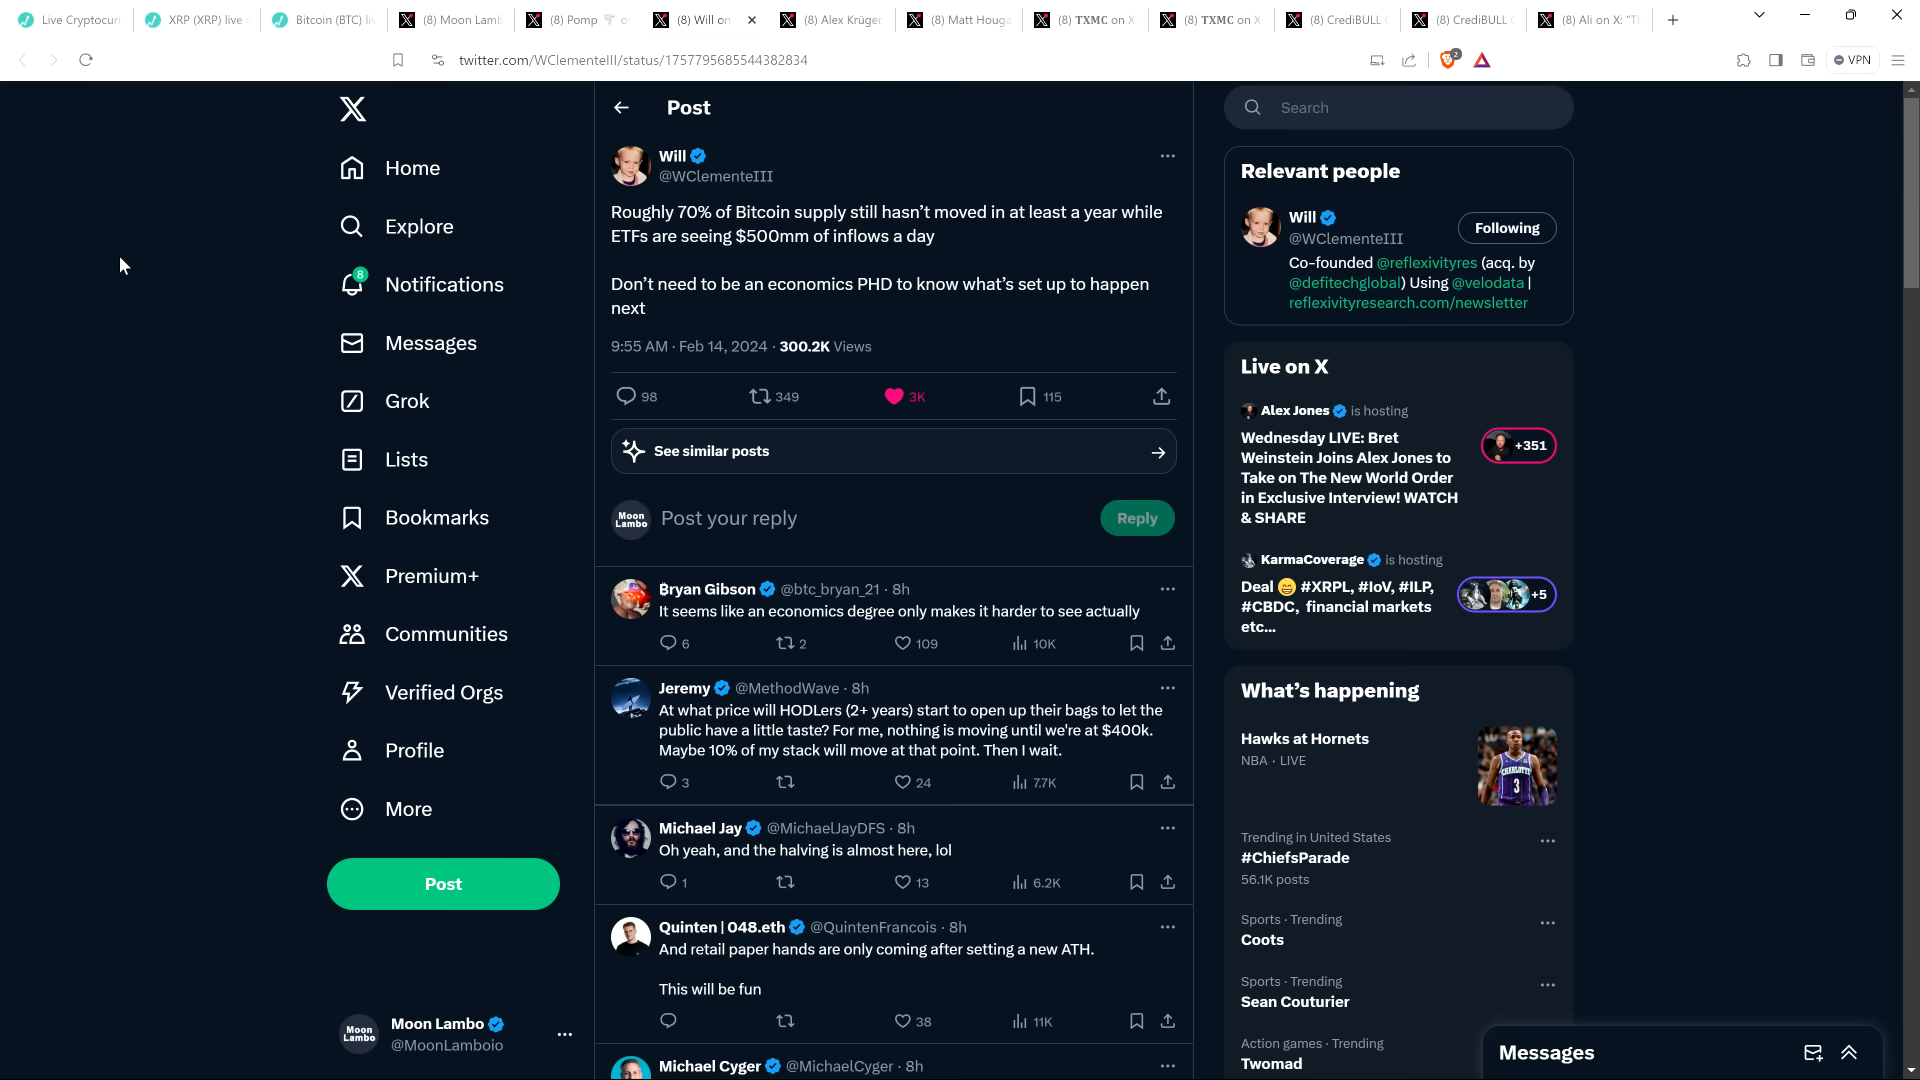 Live Cryptocurr
XRP (XRP) live c
Bitcoin (BTC) li
(8) Moon Lamb
(8) Pomp
(8) Will on
(8) Alex Krüger
(8) Matt Houga
(8) TXMC on X
(8) TXMC on X
(8) CrediBULL C
(8) CrediBULL C
(8) Ali on X: "Th
twitter.com/WClementeIII/status/1757795685544382834
2
VPN
Home
Explore
8
Notifications
Messages
Grok
Lists
Bookmarks
Premium+
Communities
Verified Orgs
Profile
More
Post
Moon Lambo
Moon Lambo
@MoonLamboio
Post
Will
@WClementeIII
Roughly 70% of Bitcoin supply still hasn't moved in at least a year while
ETFs are seeing $500mm of inflows a day
Don't need to be an economics PHD to know what's set up to happen
next
9:55 AM · Feb 14, 2024 · 300.2K Views
98 349 3K 115
See similar posts
Moon Lambo
Post your reply
Reply
₿ryan Gibson @btc_bryan_21 · 8h
It seems like an economics degree only makes it harder to see actually
6 2 109 10K
Jeremy @MethodWave · 8h
At what price will HODLers (2+ years) start to open up their bags to let the
public have a little taste? For me, nothing is moving until we're at $400k.
Maybe 10% of my stack will move at that point. Then I wait.
3 24 7.7K
Michael Jay @MichaelJayDFS · 8h
Oh yeah, and the halving is almost here, lol
1 13 6.2K
Quinten | 048.eth @QuintenFrancois · 8h
And retail paper hands are only coming after setting a new ATH.
This will be fun
38 11K
Michael Cyger @MichaelCyger · 8h
Search
Relevant people
Will
@WClementeIII
Following
Co-founded @reflexivityres (acq. by
@defitechglobal) Using @velodata |
reflexivityresearch.com/newsletter
Live on X
Alex Jones is hosting
Wednesday LIVE: Bret
Weinstein Joins Alex Jones to
Take on The New World Order
in Exclusive Interview! WATCH
& SHARE
+351
KarmaCoverage is hosting
Deal 😁 #XRPL, #IoV, #ILP,
#CBDC, financial markets
etc...
+5
What's happening
Hawks at Hornets
NBA · LIVE
CHARLOTTE
3
Trending in United States
#ChiefsParade
56.1K posts
Sports · Trending
Coots
Sports · Trending
Sean Couturier
Action games · Trending
Twomad
Messages